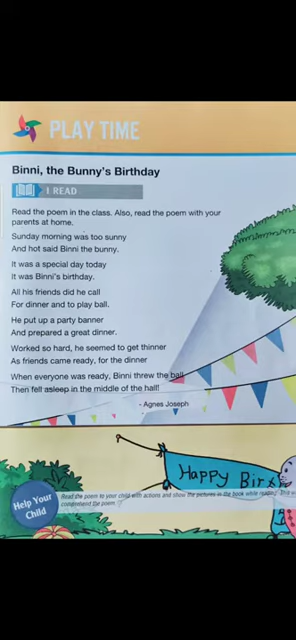 PLAY TIME
Binni, the Bunny's Birthday
I READ
Read the poem in the class. Also, read the poem with your
parents at home.
Sunday morning was too sunny
And hot said Binni the bunny.
It was a special day today
It was Binni's birthday.
All his friends did he call
For dinner and to play ball.
He put up a party banner
And prepared a great dinner.
Worked so hard, he seemed to get thinner
As friends came ready, for the dinner
When everyone was ready, Binni threw the ball
Then fell asleep in the middle of the hall!
- Agnes Joseph
Happy Birt
Help Your
Child
Read the poem to your child with actions and show the pictures in the book while reading. This
comprehend the poem.